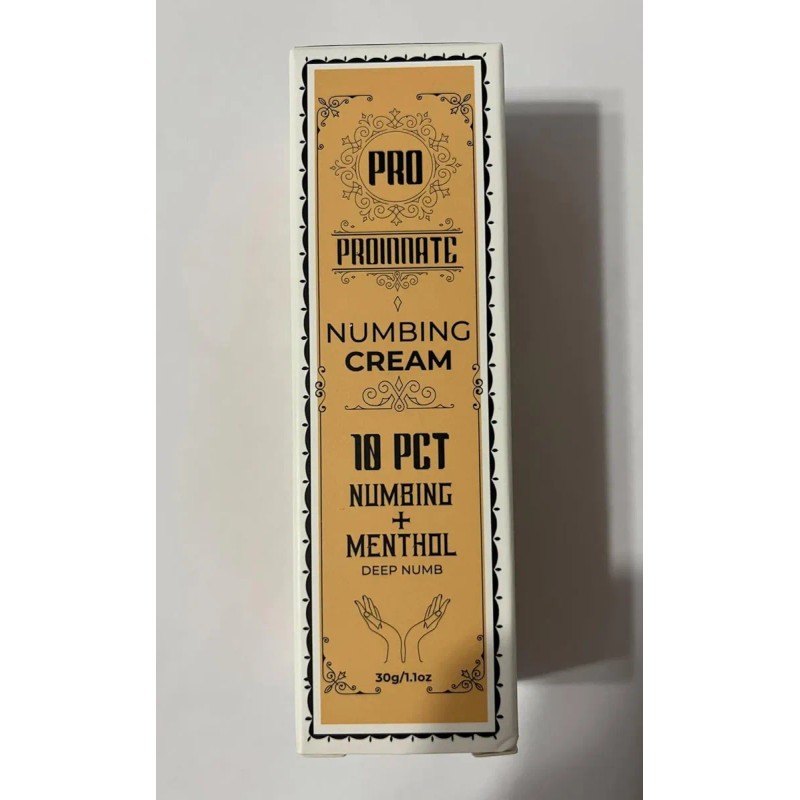 PRO
PROINNATE
NUMBING
CREAM
10 PCT
NUMBING
+
MENTHOL
DEEP NUMB
30g/1.1oz